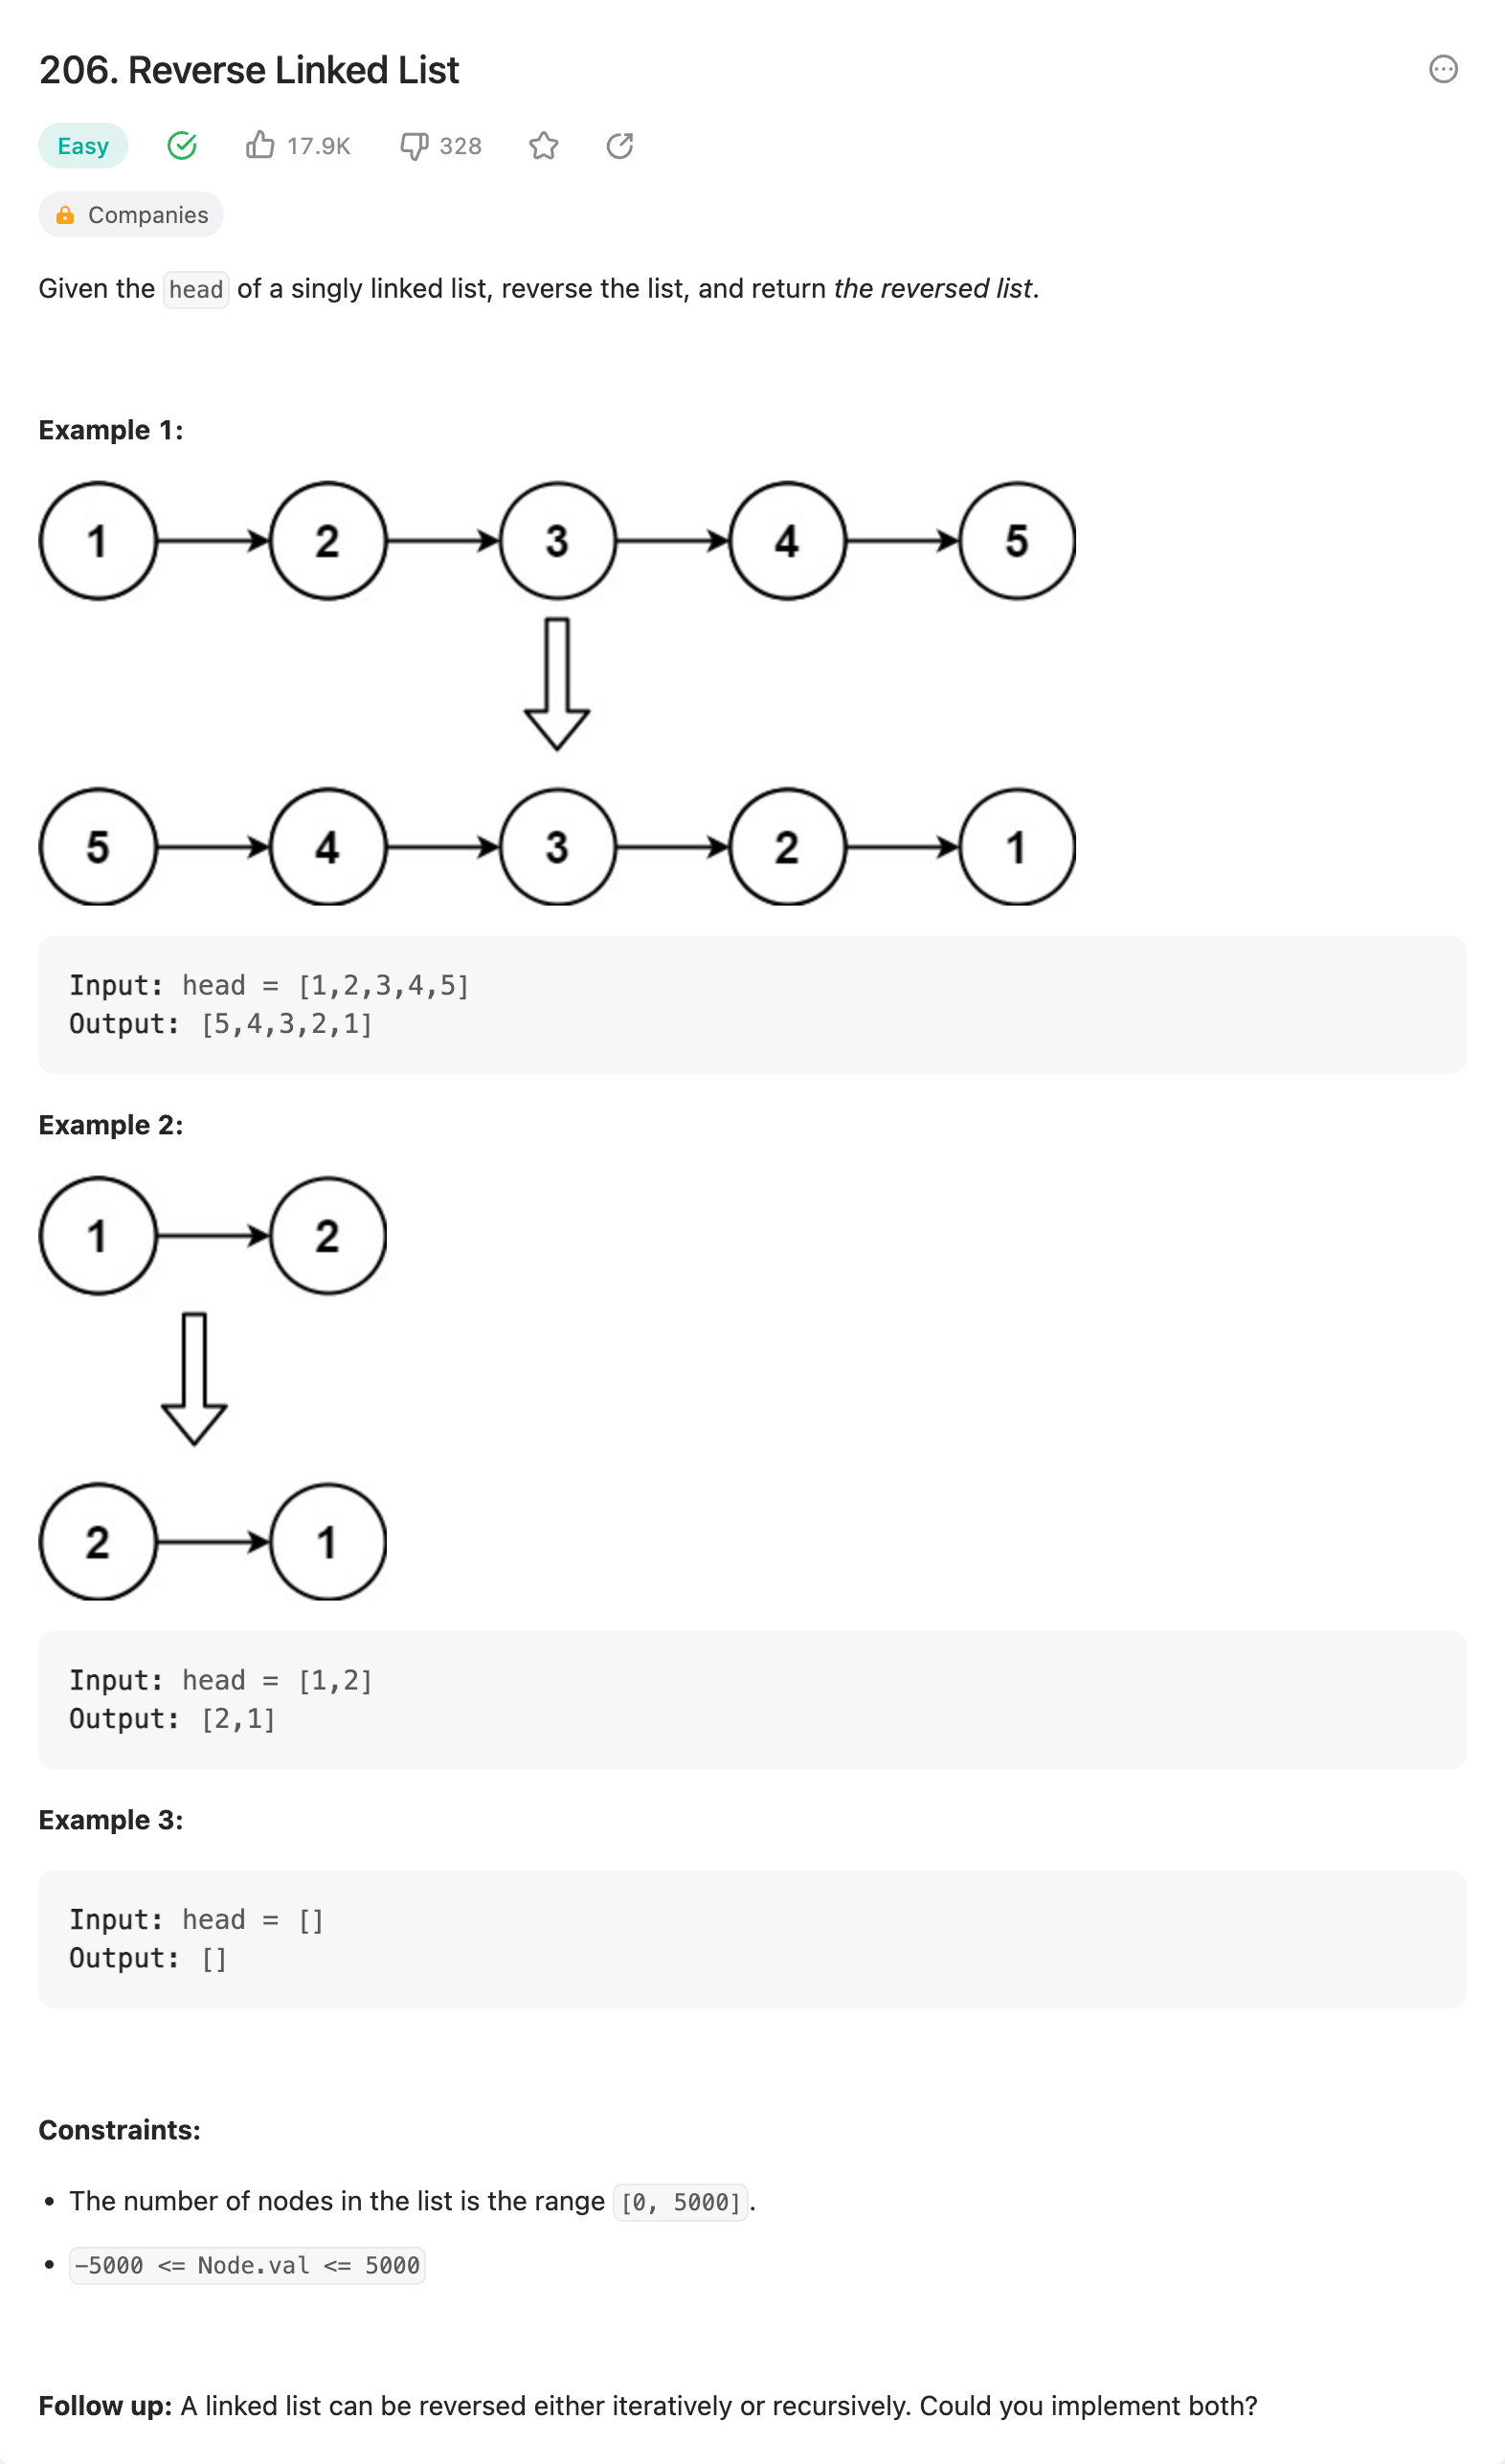 206. Reverse Linked List
Easy
17.9K
328
Companies
Given the head of a singly linked list, reverse the list, and return the reversed list.
Example 1:
1 2 3 4 5
5 4 3 2 1
Input: head = [1,2,3,4,5]
Output: [5,4,3,2,1]
Example 2:
1 2
2 1
Input: head = [1,2]
Output: [2,1]
Example 3:
Input: head = []
Output: []
Constraints:
• The number of nodes in the list is the range [0, 5000].
• -5000 <= Node.val <= 5000
Follow up: A linked list can be reversed either iteratively or recursively. Could you implement both?